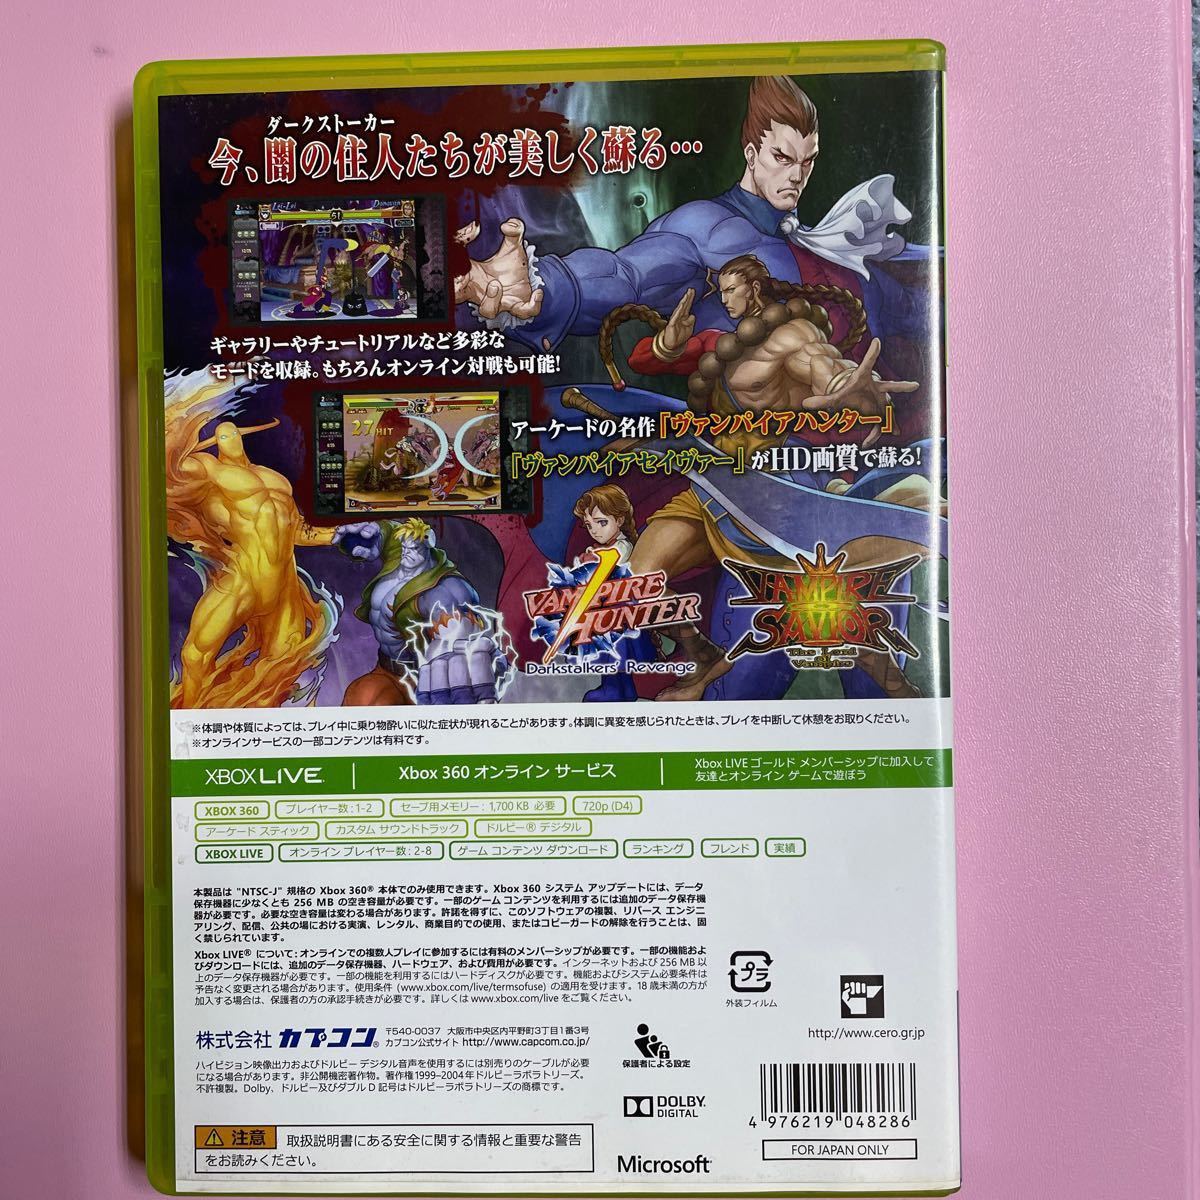 ダークストーカー
今、闇の住人たちが美しく蘇る…
Lei-Lei
Donovan
51
ギャラリーやチュートリアルなど多彩な
モードを収録。もちろんオンライン対戦も可能!
27 HIT
アーケードの名作「ヴァンパイアハンター」
「ヴァンパイアセイヴァー」がHD画質で蘇る!
VAMPIRE
HUNTER
Darkstalkers' Revenge
VAMPIRE
SAVIOR
The Lord of Vampire
※体調や体質によっては、プレイ中に乗り物酔いに似た症状が現れることがあります。体調に異変を感じられたときは、プレイを中断して休憩をお取りください。
※オンラインサービスの一部コンテンツは有料です。
XBOX LIVE
Xbox 360 オンライン サービス
Xbox LIVE ゴールド メンバーシップに加入して
友達とオンライン ゲームで遊ぼう
XBOX 360 プレイヤー数:1-2 セーブ用メモリー:1,700 KB 必要 720p (D4)
アーケード スティック カスタム サウンドトラック ドルビー® デジタル
XBOX LIVE オンライン プレイヤー数:2-8 ゲーム コンテンツ ダウンロード ランキング フレンド 実績
本製品は "NTSC-J" 規格の Xbox 360® 本体でのみ使用できます。Xbox 360 システム アップデートには、データ
保存機器に少なくとも 256 MB の空き容量が必要です。一部のゲーム コンテンツを利用するには追加のデータ保存機
器が必要です。必要な空き容量は変わる場合があります。許諾を得ずに、このソフトウェアの複製、リバース エンジニ
アリング、配信、公共の場における実演、レンタル、商業目的での使用、またはコピーガードの解除を行うことは、固
く禁じられています。
Xbox LIVE® について:オンラインでの複数人プレイに参加するには有料のメンバーシップが必要です。一部の機能およ
びダウンロードには、追加のデータ保存機器、ハードウェア、および費用が必要です。インターネットおよび 256 MB 以
上のデータ保存機器が必要です。一部の機能を利用するにはハードディスクが必要です。機能およびシステム必要条件は
予告なく変更される場合があります。使用条件 (www.xbox.com/live/termsofuse) の適用を受けます。18 歳未満の方が
加入する場合は、保護者の方の承認手続きが必要です。詳しくは www.xbox.com/live をご覧ください。
プラ
外装フィルム
http://www.cero.gr.jp
株式会社 カプコン®
〒540-0037 大阪市中央区内平野町3丁目1番3号
カプコン公式サイト http://www.capcom.co.jp/
保護者による設定
ハイビジョン映像出力およびドルビー デジタル音声を使用するには別売りのケーブルが必要
になる場合があります。非公開機密著作物。著作権1999–2004年ドルビーラボラトリーズ。
不許複製。Dolby、ドルビー及びダブル D 記号はドルビーラボラトリーズの商標です。
DOLBY
DIGITAL
4 976219 048286
FOR JAPAN ONLY
注意
取扱説明書にある安全に関する情報と重要な警告
をお読みください。
Microsoft®